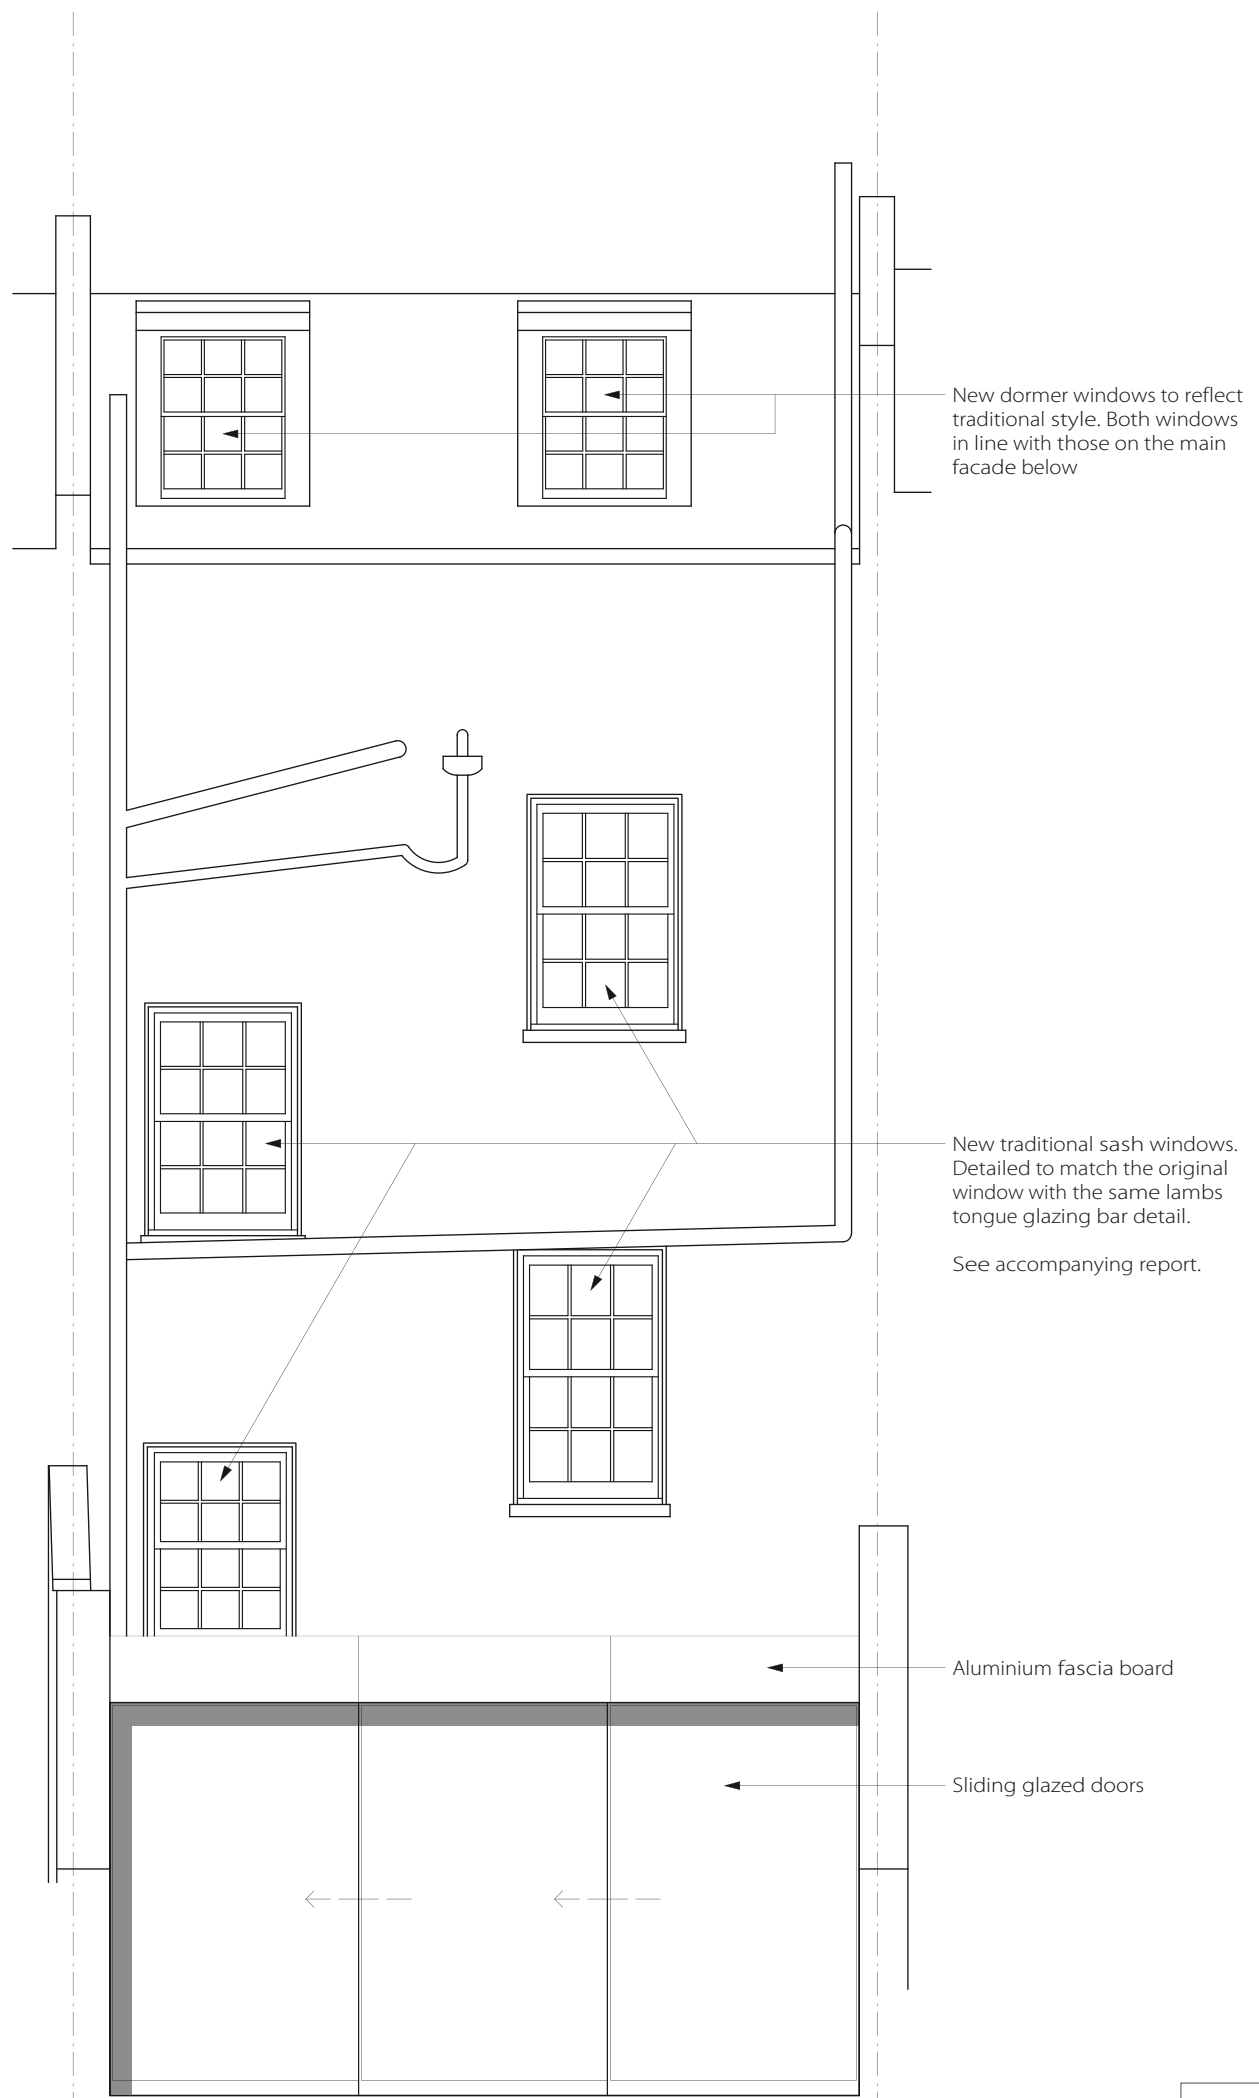 New dormer windows to reflect
traditional style. Both windows
in line with those on the main
facade below
New traditional sash windows.
Detailed to match the original
window with the same lambs
tongue glazing bar detail.
See accompanying report.
Aluminium fascia board
Sliding glazed doors